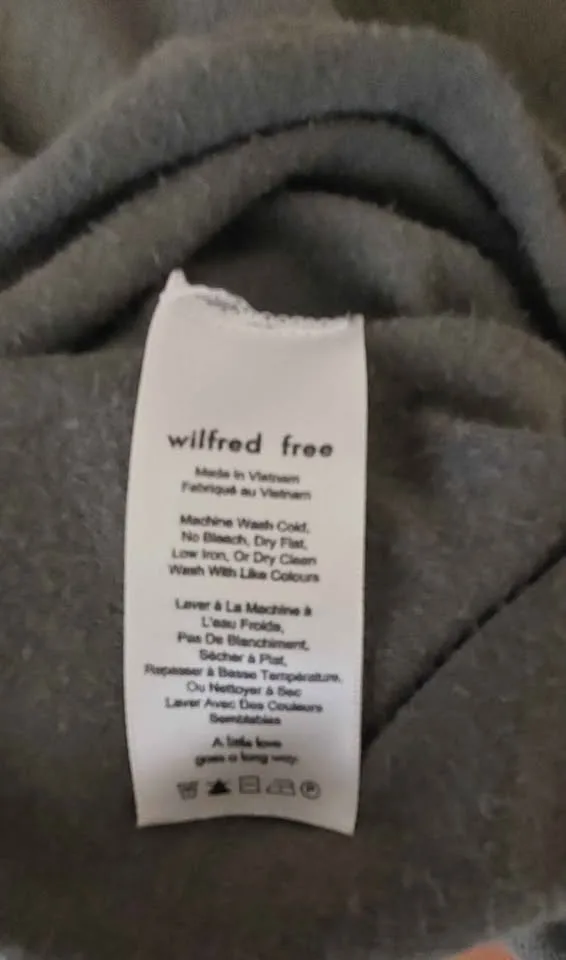 wilfred free
Made in Vietnam
Fabriqué au Vietnam
Machine Wash Cold,
No Bleach, Dry Flat,
Low Iron, Or Dry Clean
Wash With Like Colours
Laver à La Machine à
L'eau Froide,
Pas De Blanchiment,
Sécher à Plat,
Repasser à Basse Température,
Ou Nettoyer à Sec
Laver Avec Des Couleurs
Semblables
A little love
goes a long way.
P